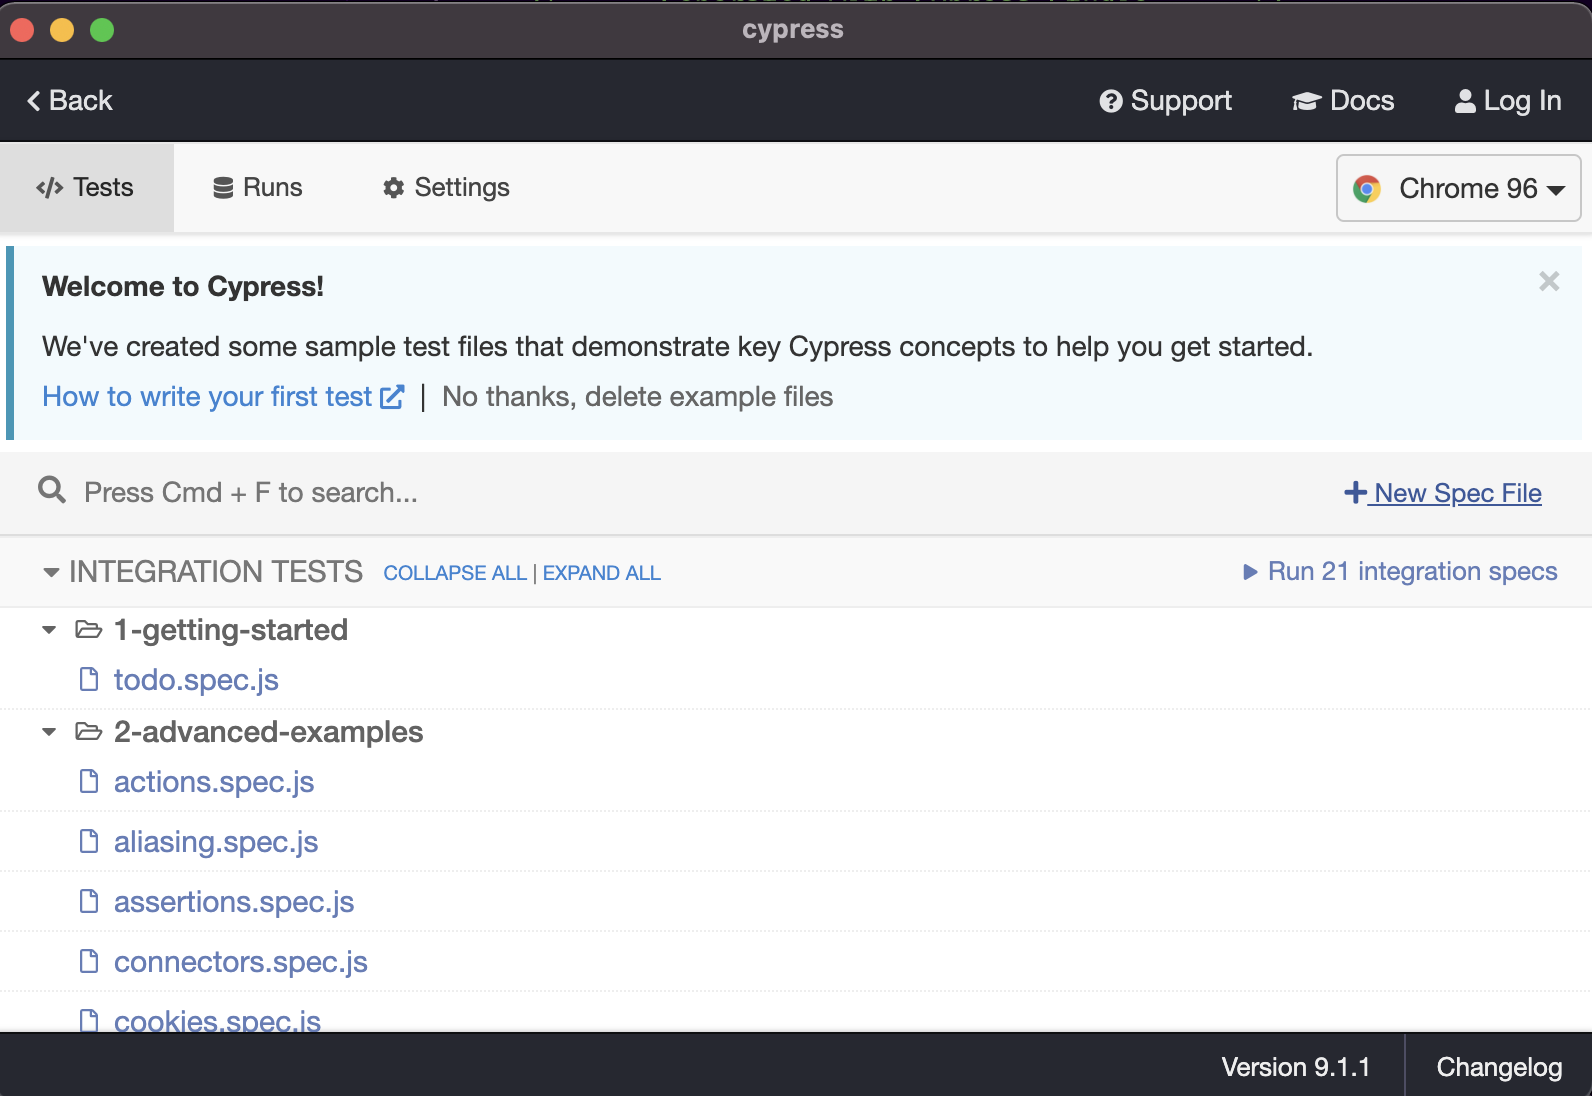 cypress
Back
Support
Docs
Log In
Tests
Runs
Settings
Chrome 96
Welcome to Cypress!
We've created some sample test files that demonstrate key Cypress concepts to help you get started.
How to write your first test | No thanks, delete example files
Press Cmd + F to search...
New Spec File
INTEGRATION TESTS COLLAPSE ALL | EXPAND ALL
Run 21 integration specs
1-getting-started
todo.spec.js
2-advanced-examples
actions.spec.js
aliasing.spec.js
assertions.spec.js
connectors.spec.js
cookies.spec.js
Version 9.1.1
Changelog